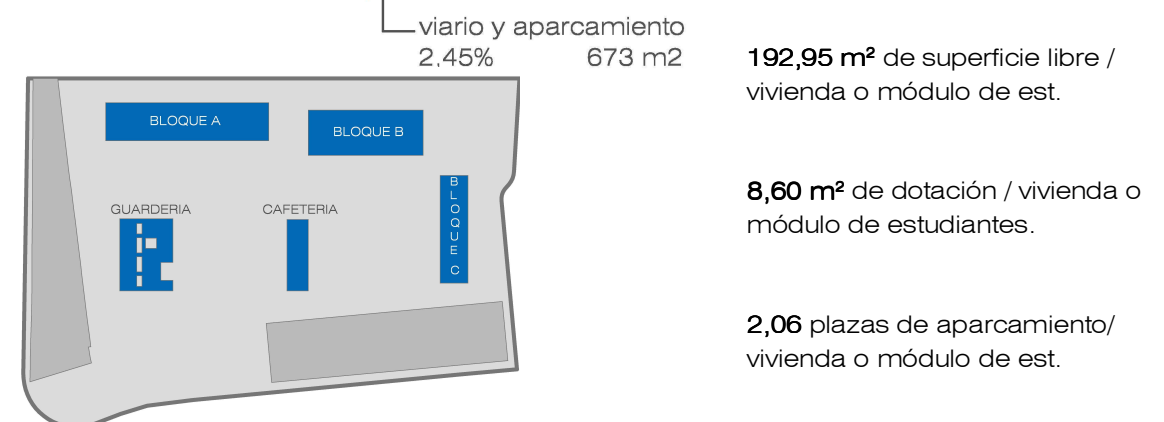 viario y aparcamiento
2,45% 673 m2
BLOQUE A
BLOQUE B
BLOQUE C
GUARDERIA
CAFETERIA
192,95 m² de superficie libre /
vivienda o módulo de est.
8,60 m² de dotación / vivienda o
módulo de estudiantes.
2,06 plazas de aparcamiento/
vivienda o módulo de est.